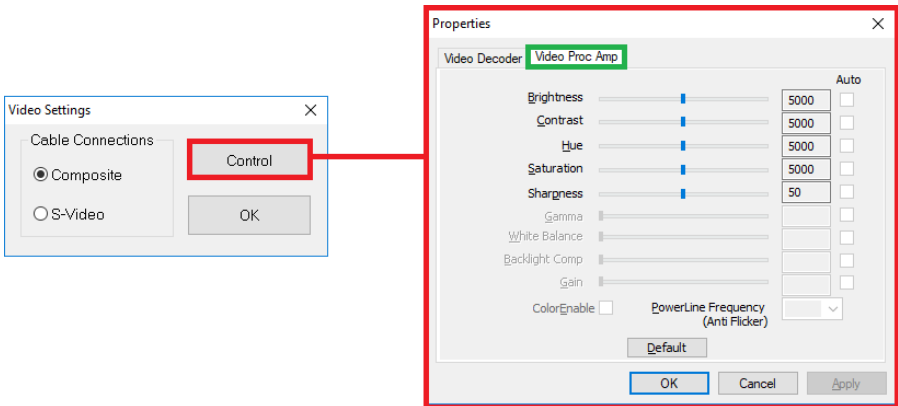 Video Settings
Cable Connections
Composite
S-Video
Control
OK
Properties
Video Decoder Video Proc Amp
Auto
Brightness 5000
Contrast 5000
Hue 5000
Saturation 5000
Sharpness 50
Gamma
White Balance
Backlight Comp
Gain
ColorEnable PowerLine Frequency
(Anti Flicker)
Default
OK Cancel Apply